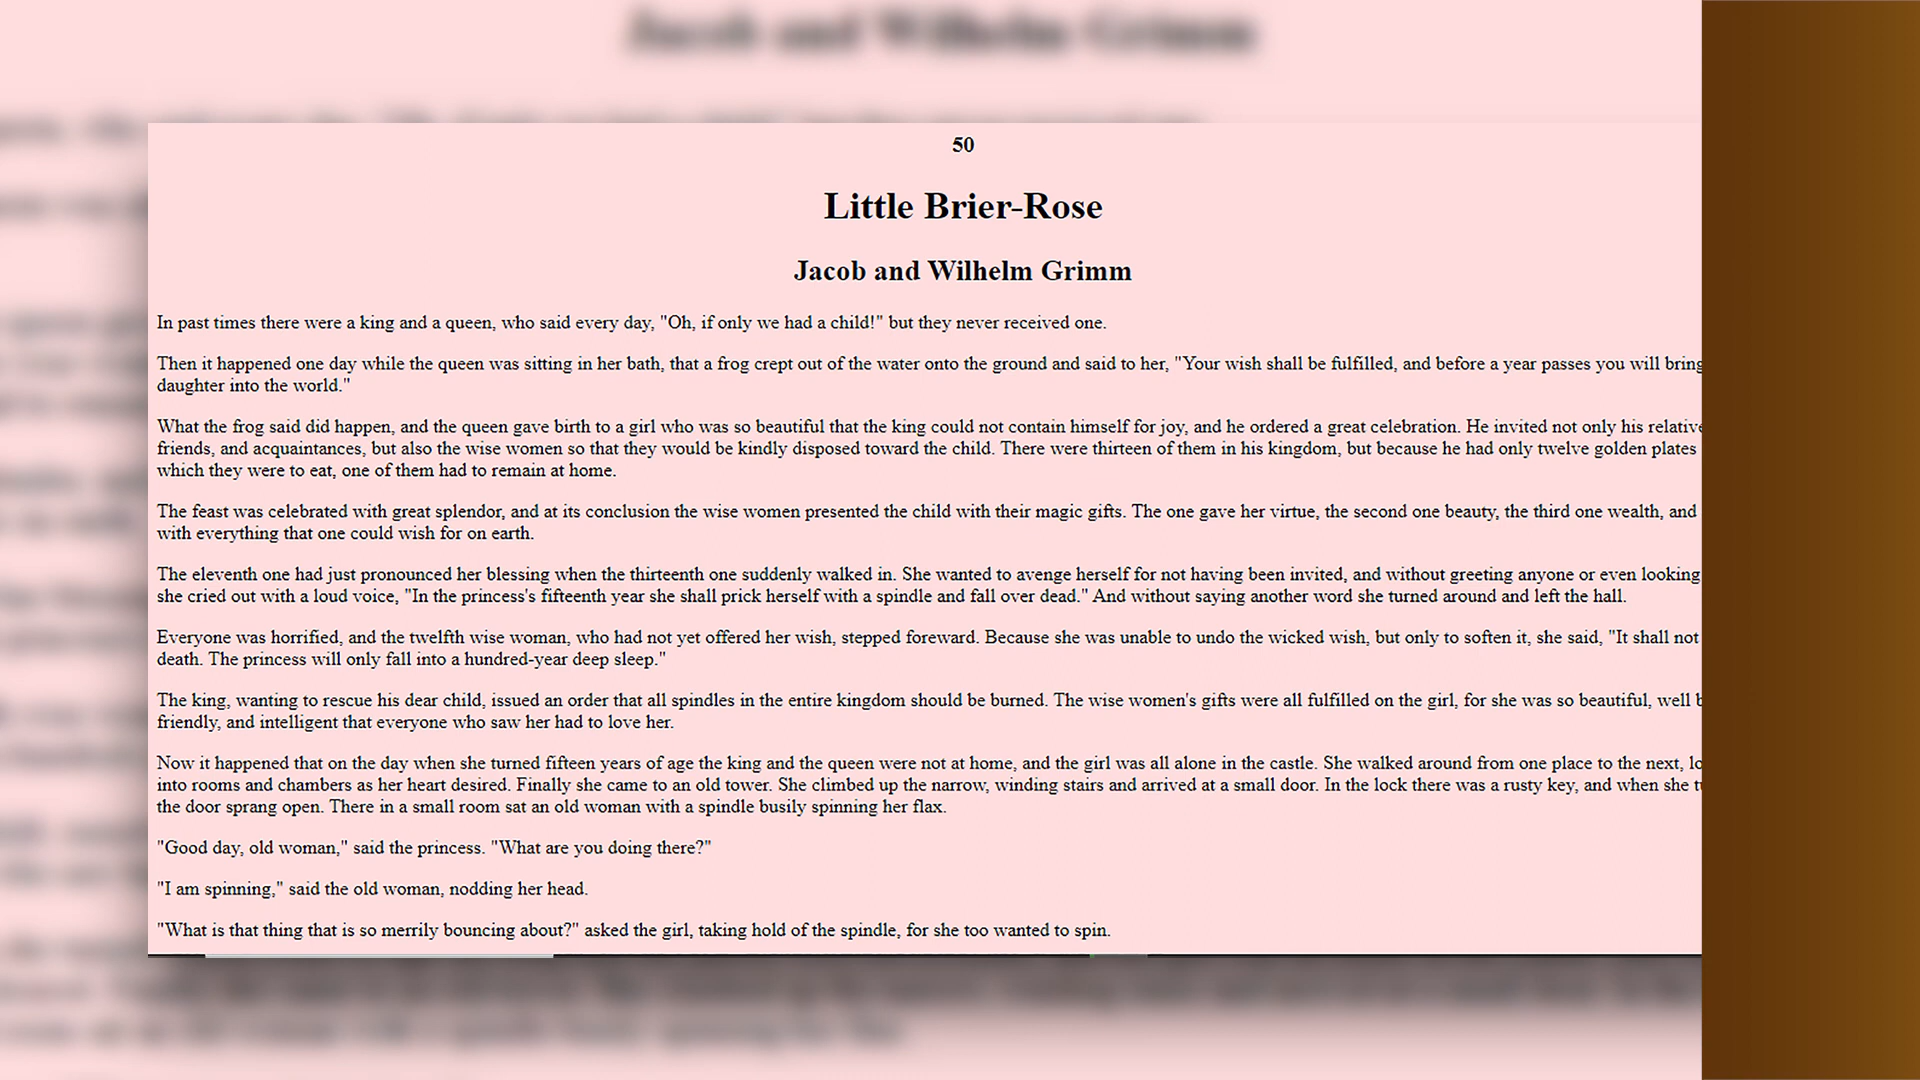 Jacob and Wilhelm Grimm
50
Little Brier-Rose
Jacob and Wilhelm Grimm
In past times there were a king and a queen, who said every day, "Oh, if only we had a child!" but they never received one.
Then it happened one day while the queen was sitting in her bath, that a frog crept out of the water onto the ground and said to her, "Your wish shall be fulfilled, and before a year passes you will bring
daughter into the world."
What the frog said did happen, and the queen gave birth to a girl who was so beautiful that the king could not contain himself for joy, and he ordered a great celebration. He invited not only his relative
friends, and acquaintances, but also the wise women so that they would be kindly disposed toward the child. There were thirteen of them in his kingdom, but because he had only twelve golden plates
which they were to eat, one of them had to remain at home.
The feast was celebrated with great splendor, and at its conclusion the wise women presented the child with their magic gifts. The one gave her virtue, the second one beauty, the third one wealth, and
with everything that one could wish for on earth.
The eleventh one had just pronounced her blessing when the thirteenth one suddenly walked in. She wanted to avenge herself for not having been invited, and without greeting anyone or even looking
she cried out with a loud voice, "In the princess's fifteenth year she shall prick herself with a spindle and fall over dead." And without saying another word she turned around and left the hall.
Everyone was horrified, and the twelfth wise woman, who had not yet offered her wish, stepped foreward. Because she was unable to undo the wicked wish, but only to soften it, she said, "It shall not
death. The princess will only fall into a hundred-year deep sleep."
The king, wanting to rescue his dear child, issued an order that all spindles in the entire kingdom should be burned. The wise women's gifts were all fulfilled on the girl, for she was so beautiful, well b
friendly, and intelligent that everyone who saw her had to love her.
Now it happened that on the day when she turned fifteen years of age the king and the queen were not at home, and the girl was all alone in the castle. She walked around from one place to the next, lo
into rooms and chambers as her heart desired. Finally she came to an old tower. She climbed up the narrow, winding stairs and arrived at a small door. In the lock there was a rusty key, and when she t
the door sprang open. There in a small room sat an old woman with a spindle busily spinning her flax.
"Good day, old woman," said the princess. "What are you doing there?"
"I am spinning," said the old woman, nodding her head.
"What is that thing that is so merrily bouncing about?" asked the girl, taking hold of the spindle, for she too wanted to spin.